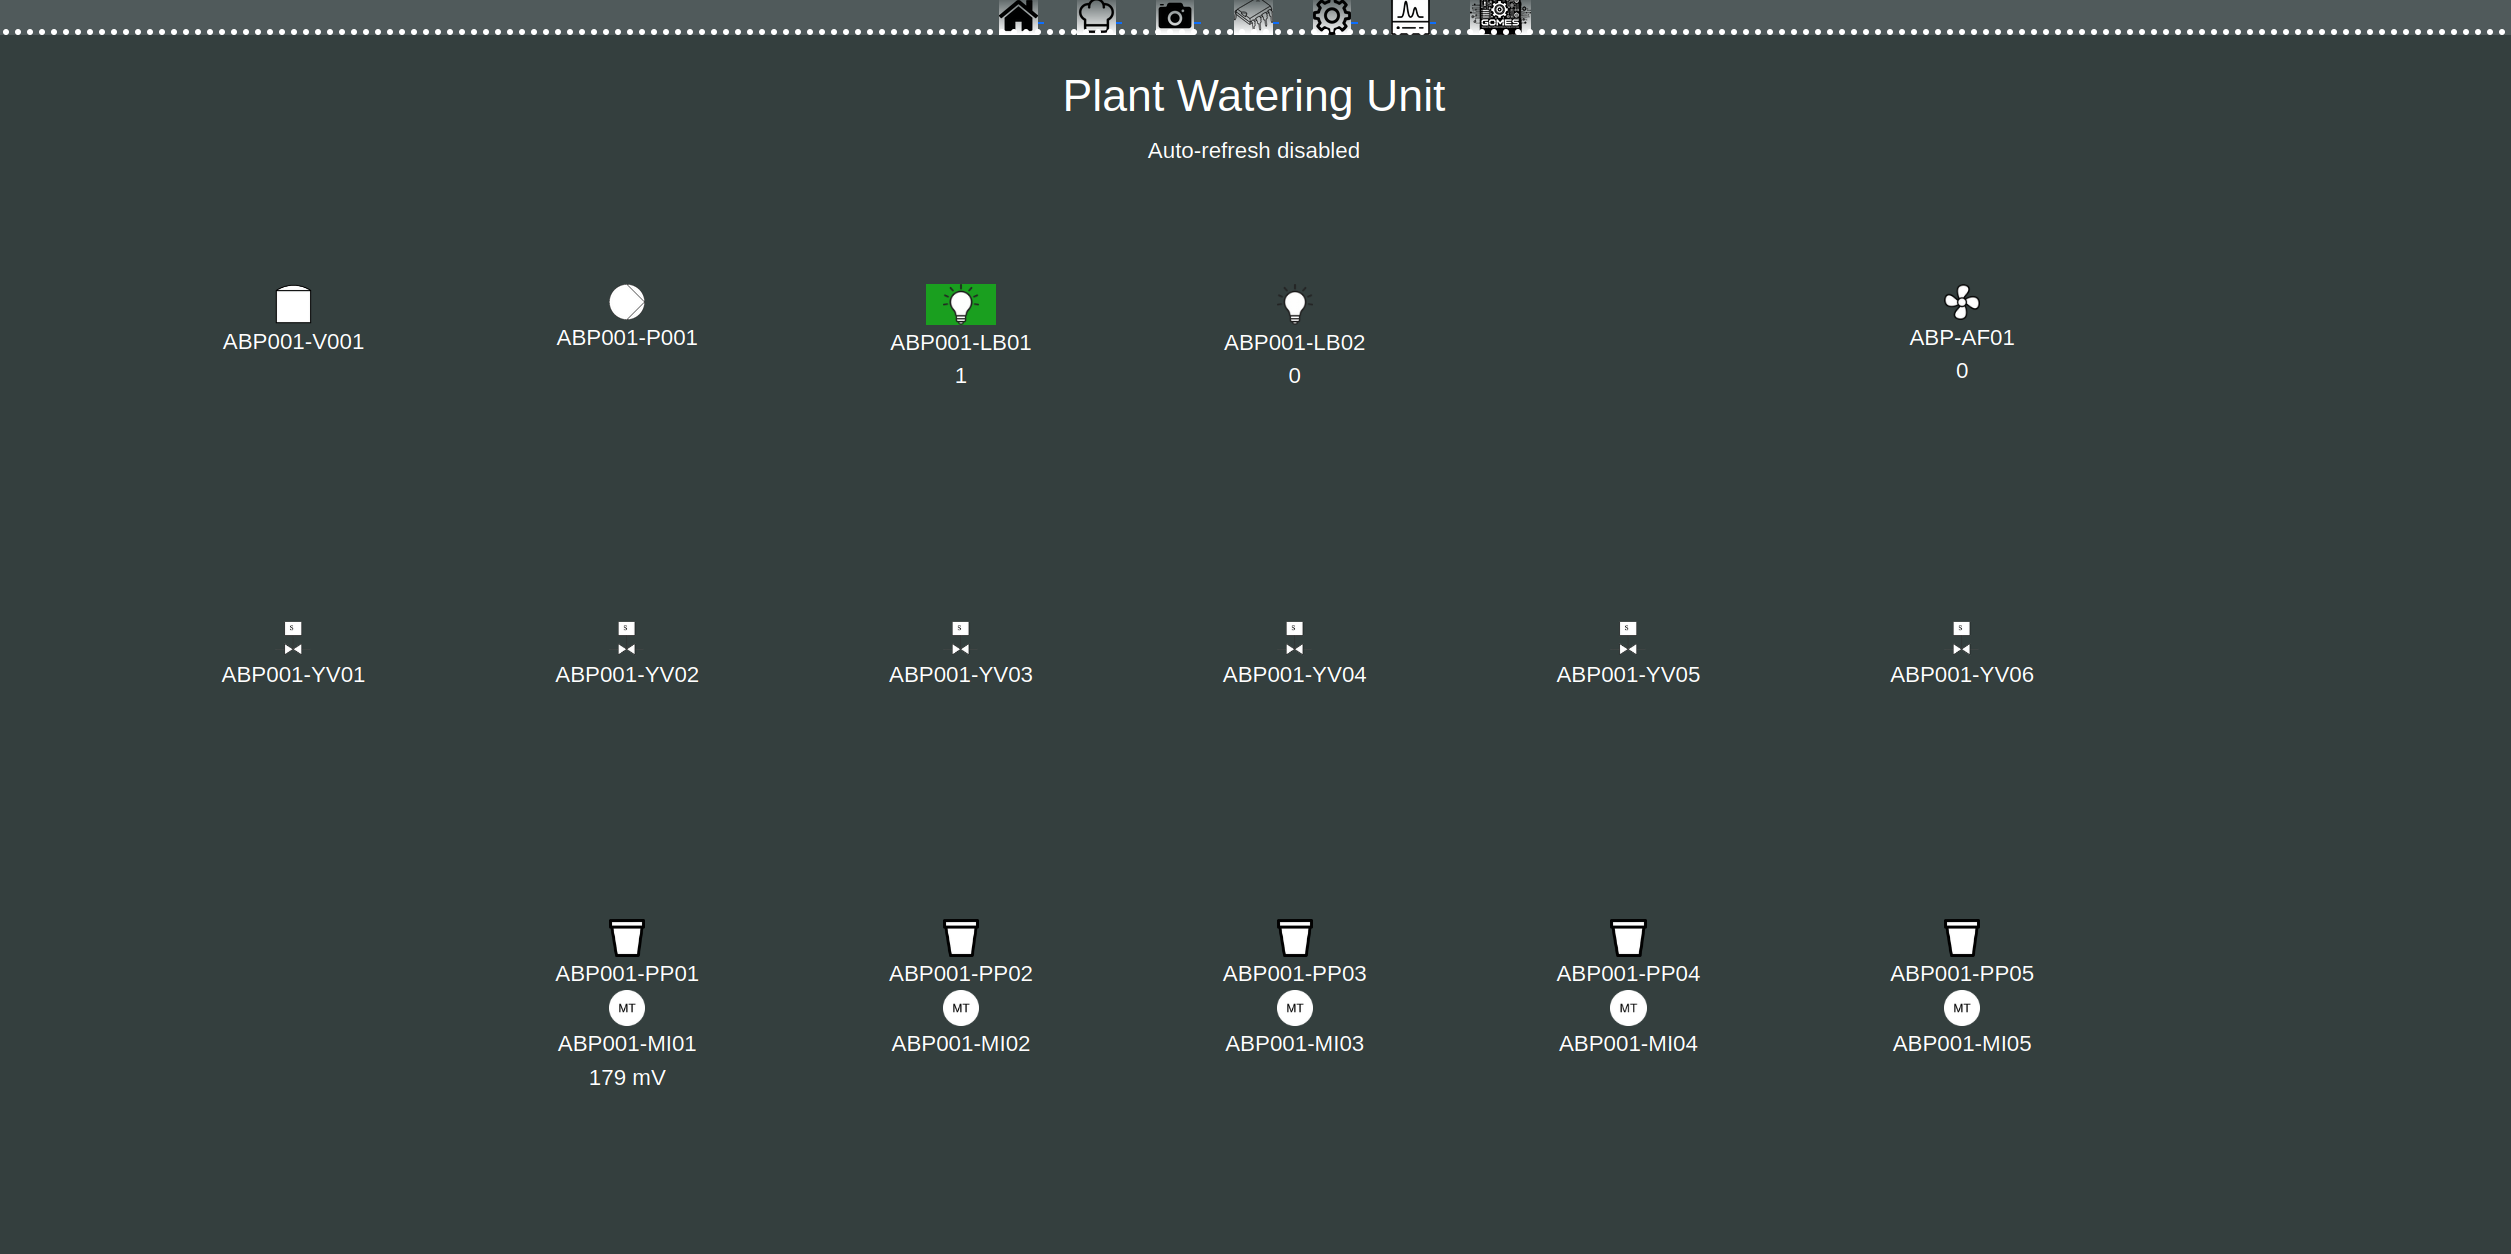 GOMES
Plant Watering Unit
Auto-refresh disabled
ABP001-V001
ABP001-P001
ABP001-LB01
1
ABP001-LB02
0
ABP-AF01
0
S
ABP001-YV01
S
ABP001-YV02
S
ABP001-YV03
S
ABP001-YV04
S
ABP001-YV05
S
ABP001-YV06
ABP001-PP01
MT
ABP001-MI01
179 mV
ABP001-PP02
MT
ABP001-MI02
ABP001-PP03
MT
ABP001-MI03
ABP001-PP04
MT
ABP001-MI04
ABP001-PP05
MT
ABP001-MI05